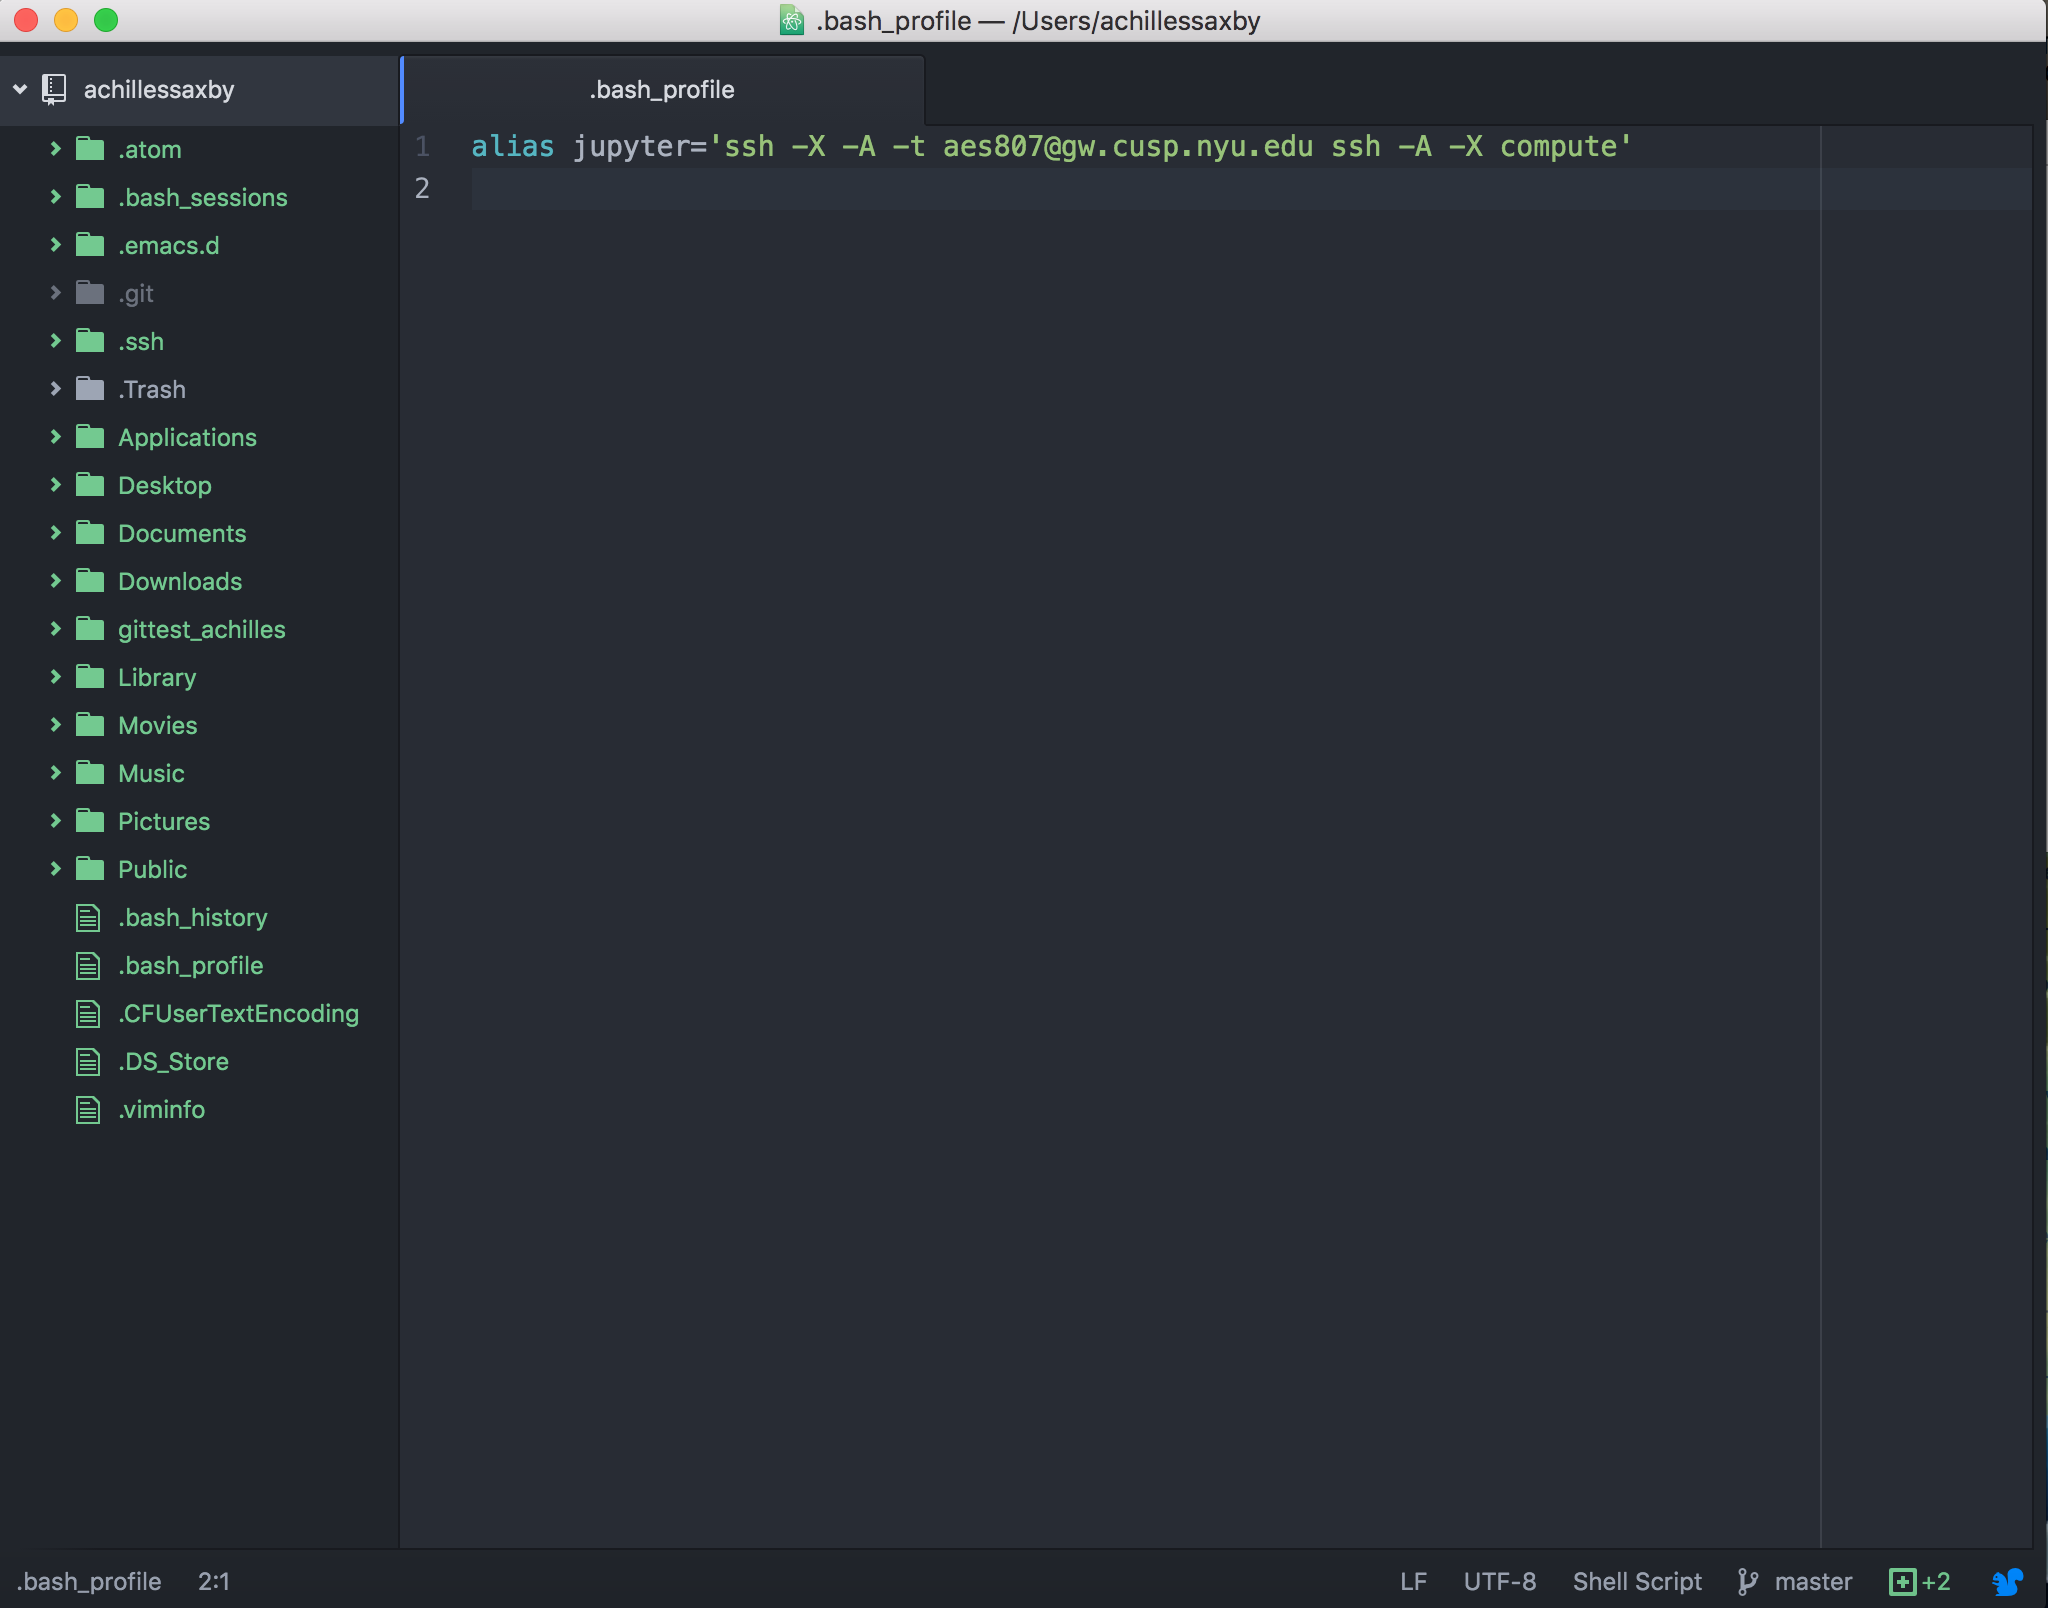 .bash_profile — /Users/achillessaxby
achillessaxby
.atom
.bash_sessions
.emacs.d
.git
.ssh
.Trash
Applications
Desktop
Documents
Downloads
gittest_achilles
Library
Movies
Music
Pictures
Public
.bash_history
.bash_profile
.CFUserTextEncoding
.DS_Store
.viminfo
.bash_profile
1 alias jupyter='ssh -X -A -t aes807@gw.cusp.nyu.edu ssh -A -X compute'
2
.bash_profile 2:1 LF UTF-8 Shell Script master +2